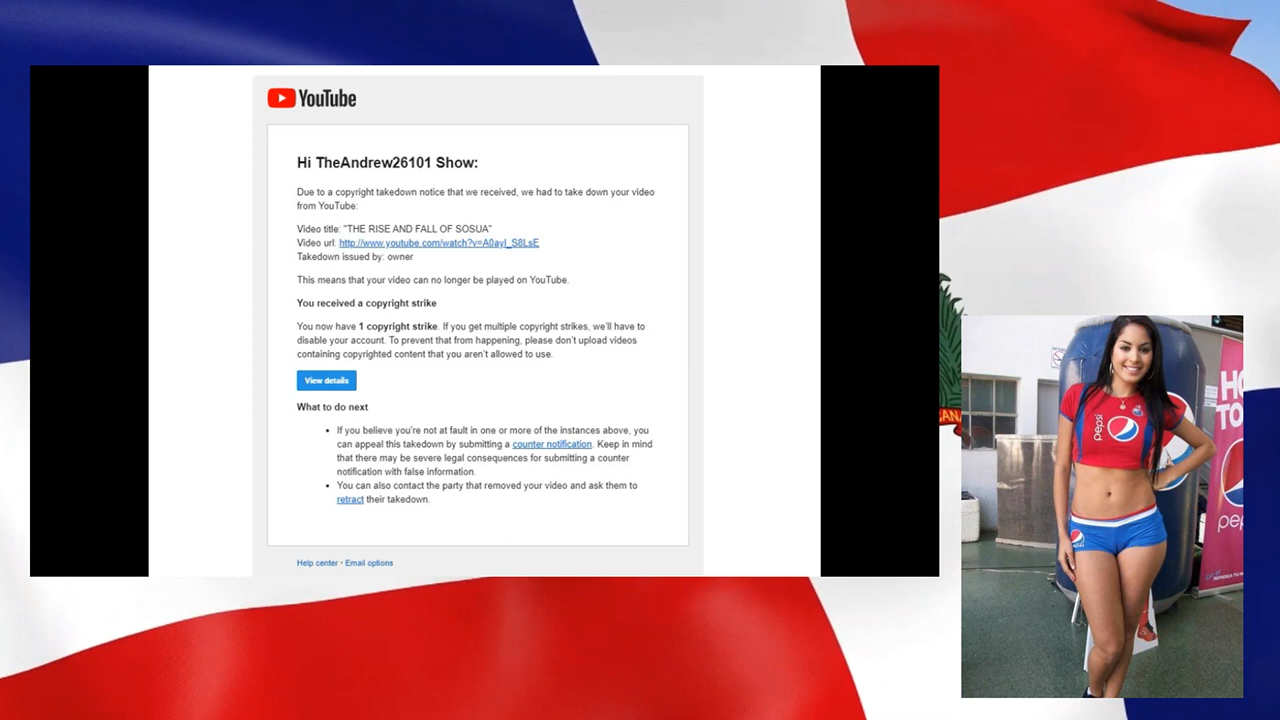 YouTube
Hi TheAndrew26101 Show:
Due to a copyright takedown notice that we received, we had to take down your video
from YouTube:
Video title: "THE RISE AND FALL OF SOSUA"
Video url: http://www.youtube.com/watch?v=A0ayI_S8LsE
Takedown issued by: owner
This means that your video can no longer be played on YouTube.
You received a copyright strike
You now have 1 copyright strike. If you get multiple copyright strikes, we'll have to
disable your account. To prevent that from happening, please don't upload videos
containing copyrighted content that you aren't allowed to use.
View details
What to do next
• If you believe you're not at fault in one or more of the instances above, you
can appeal this takedown by submitting a counter notification. Keep in mind
that there may be severe legal consequences for submitting a counter
notification with false information.
• You can also contact the party that removed your video and ask them to
retract their takedown.
Help center • Email options
pepsi
HO
TO
pep